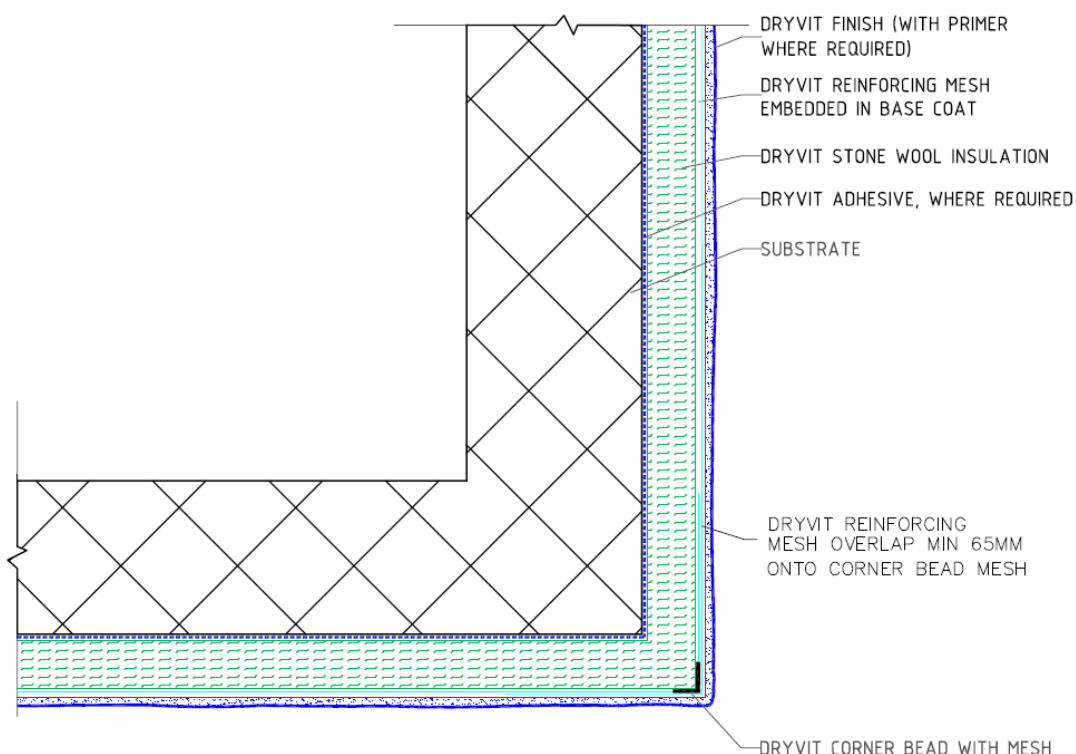 DRYVIT FINISH (WITH PRIMER
WHERE REQUIRED)
DRYVIT REINFORCING MESH
EMBEDDED IN BASE COAT
DRYVIT STONE WOOL INSULATION
DRYVIT ADHESIVE, WHERE REQUIRED
SUBSTRATE
DRYVIT REINFORCING
MESH OVERLAP MIN 65MM
ONTO CORNER BEAD MESH
DRYVIT CORNER BEAD WITH MESH